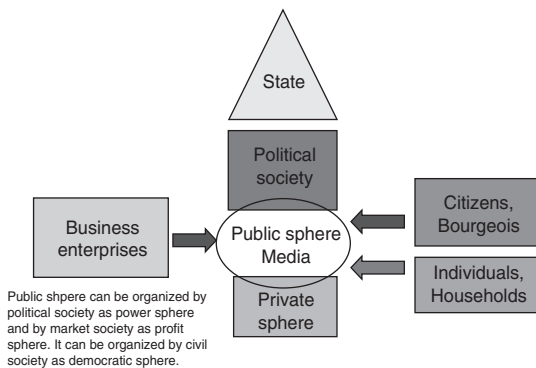 State
Political
society
Business
enterprises
Public sphere
Media
Citizens,
Bourgeois
Individuals,
Households
Private
sphere
Public shpere can be organized by
political society as power sphere
and by market society as profit
sphere. It can be organized by civil
society as democratic sphere.